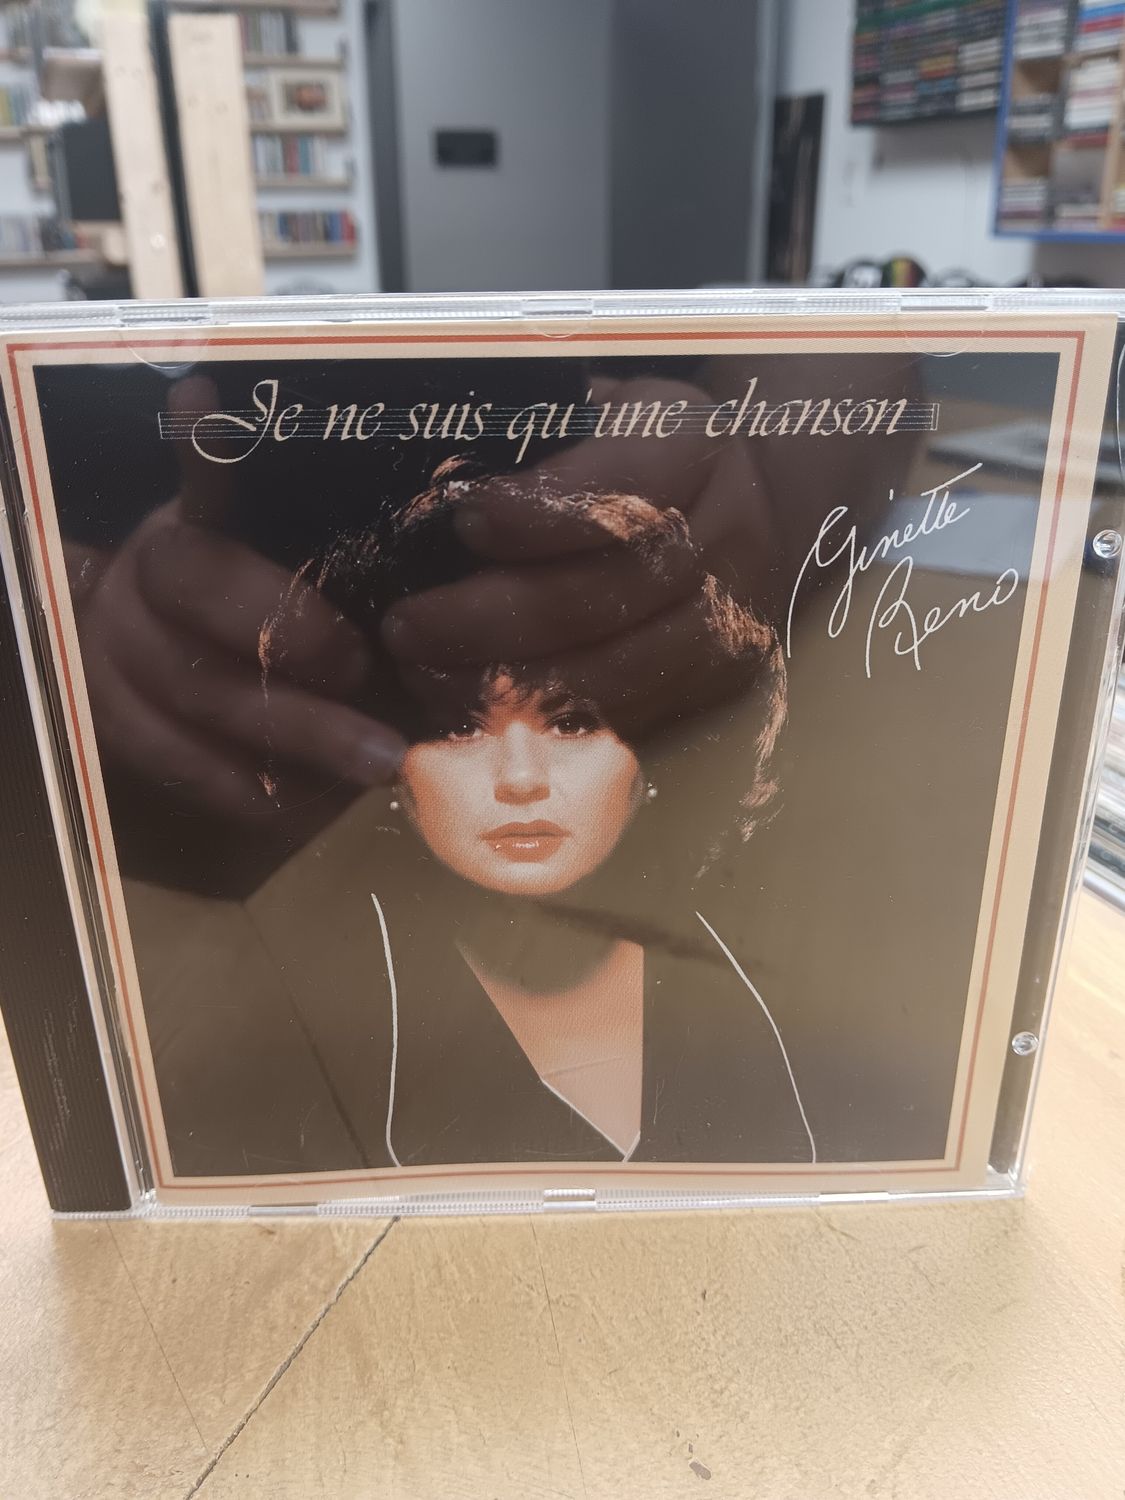 Je ne suis qu'une chanson
Ginette
Reno